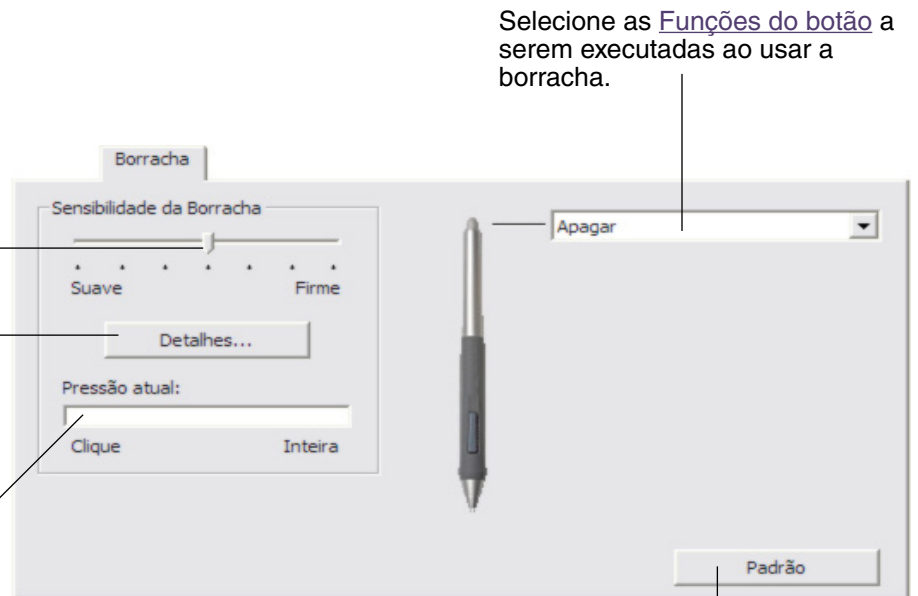 Selecione as Funções do botão a
serem executadas ao usar a
borracha.
Borracha
Sensibilidade da Borracha
Apagar
Suave Firme
Detalhes...
Pressão atual:
Clique Inteira
Padrão